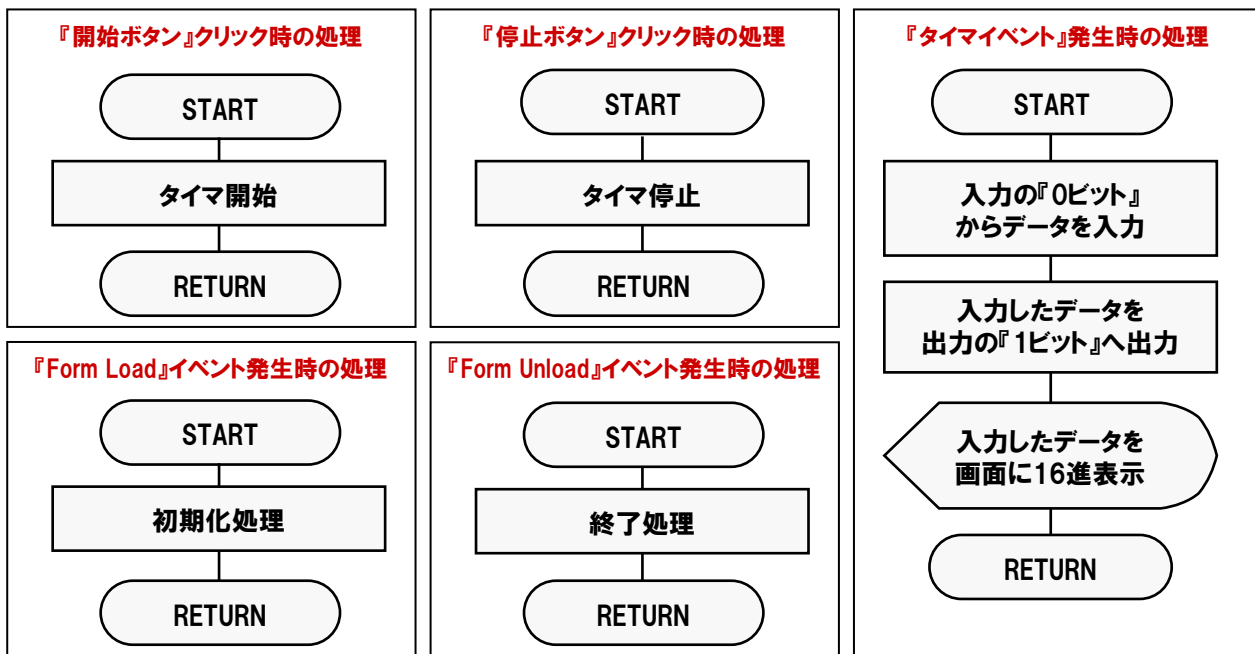 『開始ボタン』クリック時の処理
START
タイマ開始
RETURN
『停止ボタン』クリック時の処理
START
タイマ停止
RETURN
『タイマイベント』発生時の処理
START
入力の『0ビット』
からデータを入力
入力したデータを
出力の『1ビット』へ出力
入力したデータを
画面に16進表示
RETURN
『Form Load』イベント発生時の処理
START
初期化処理
RETURN
『Form Unload』イベント発生時の処理
START
終了処理
RETURN